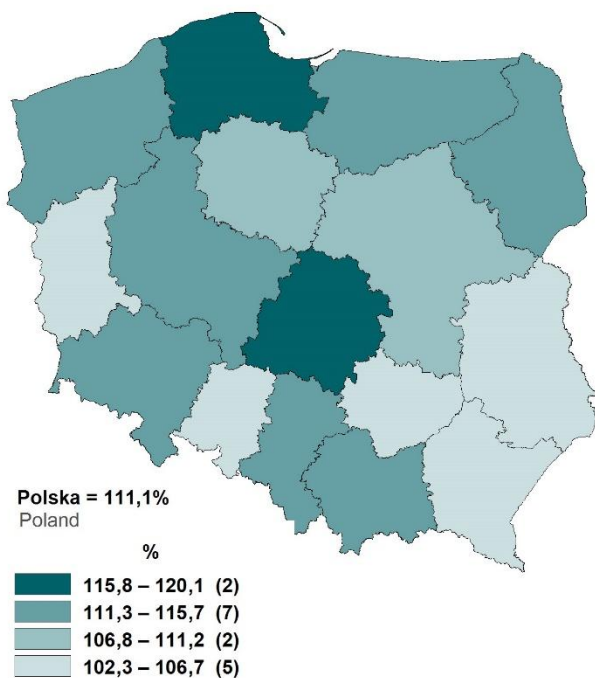 Polska = 111,1%
Poland
%
115,8 – 120,1 (2)
111,3 – 115,7 (7)
106,8 – 111,2 (2)
102,3 – 106,7 (5)